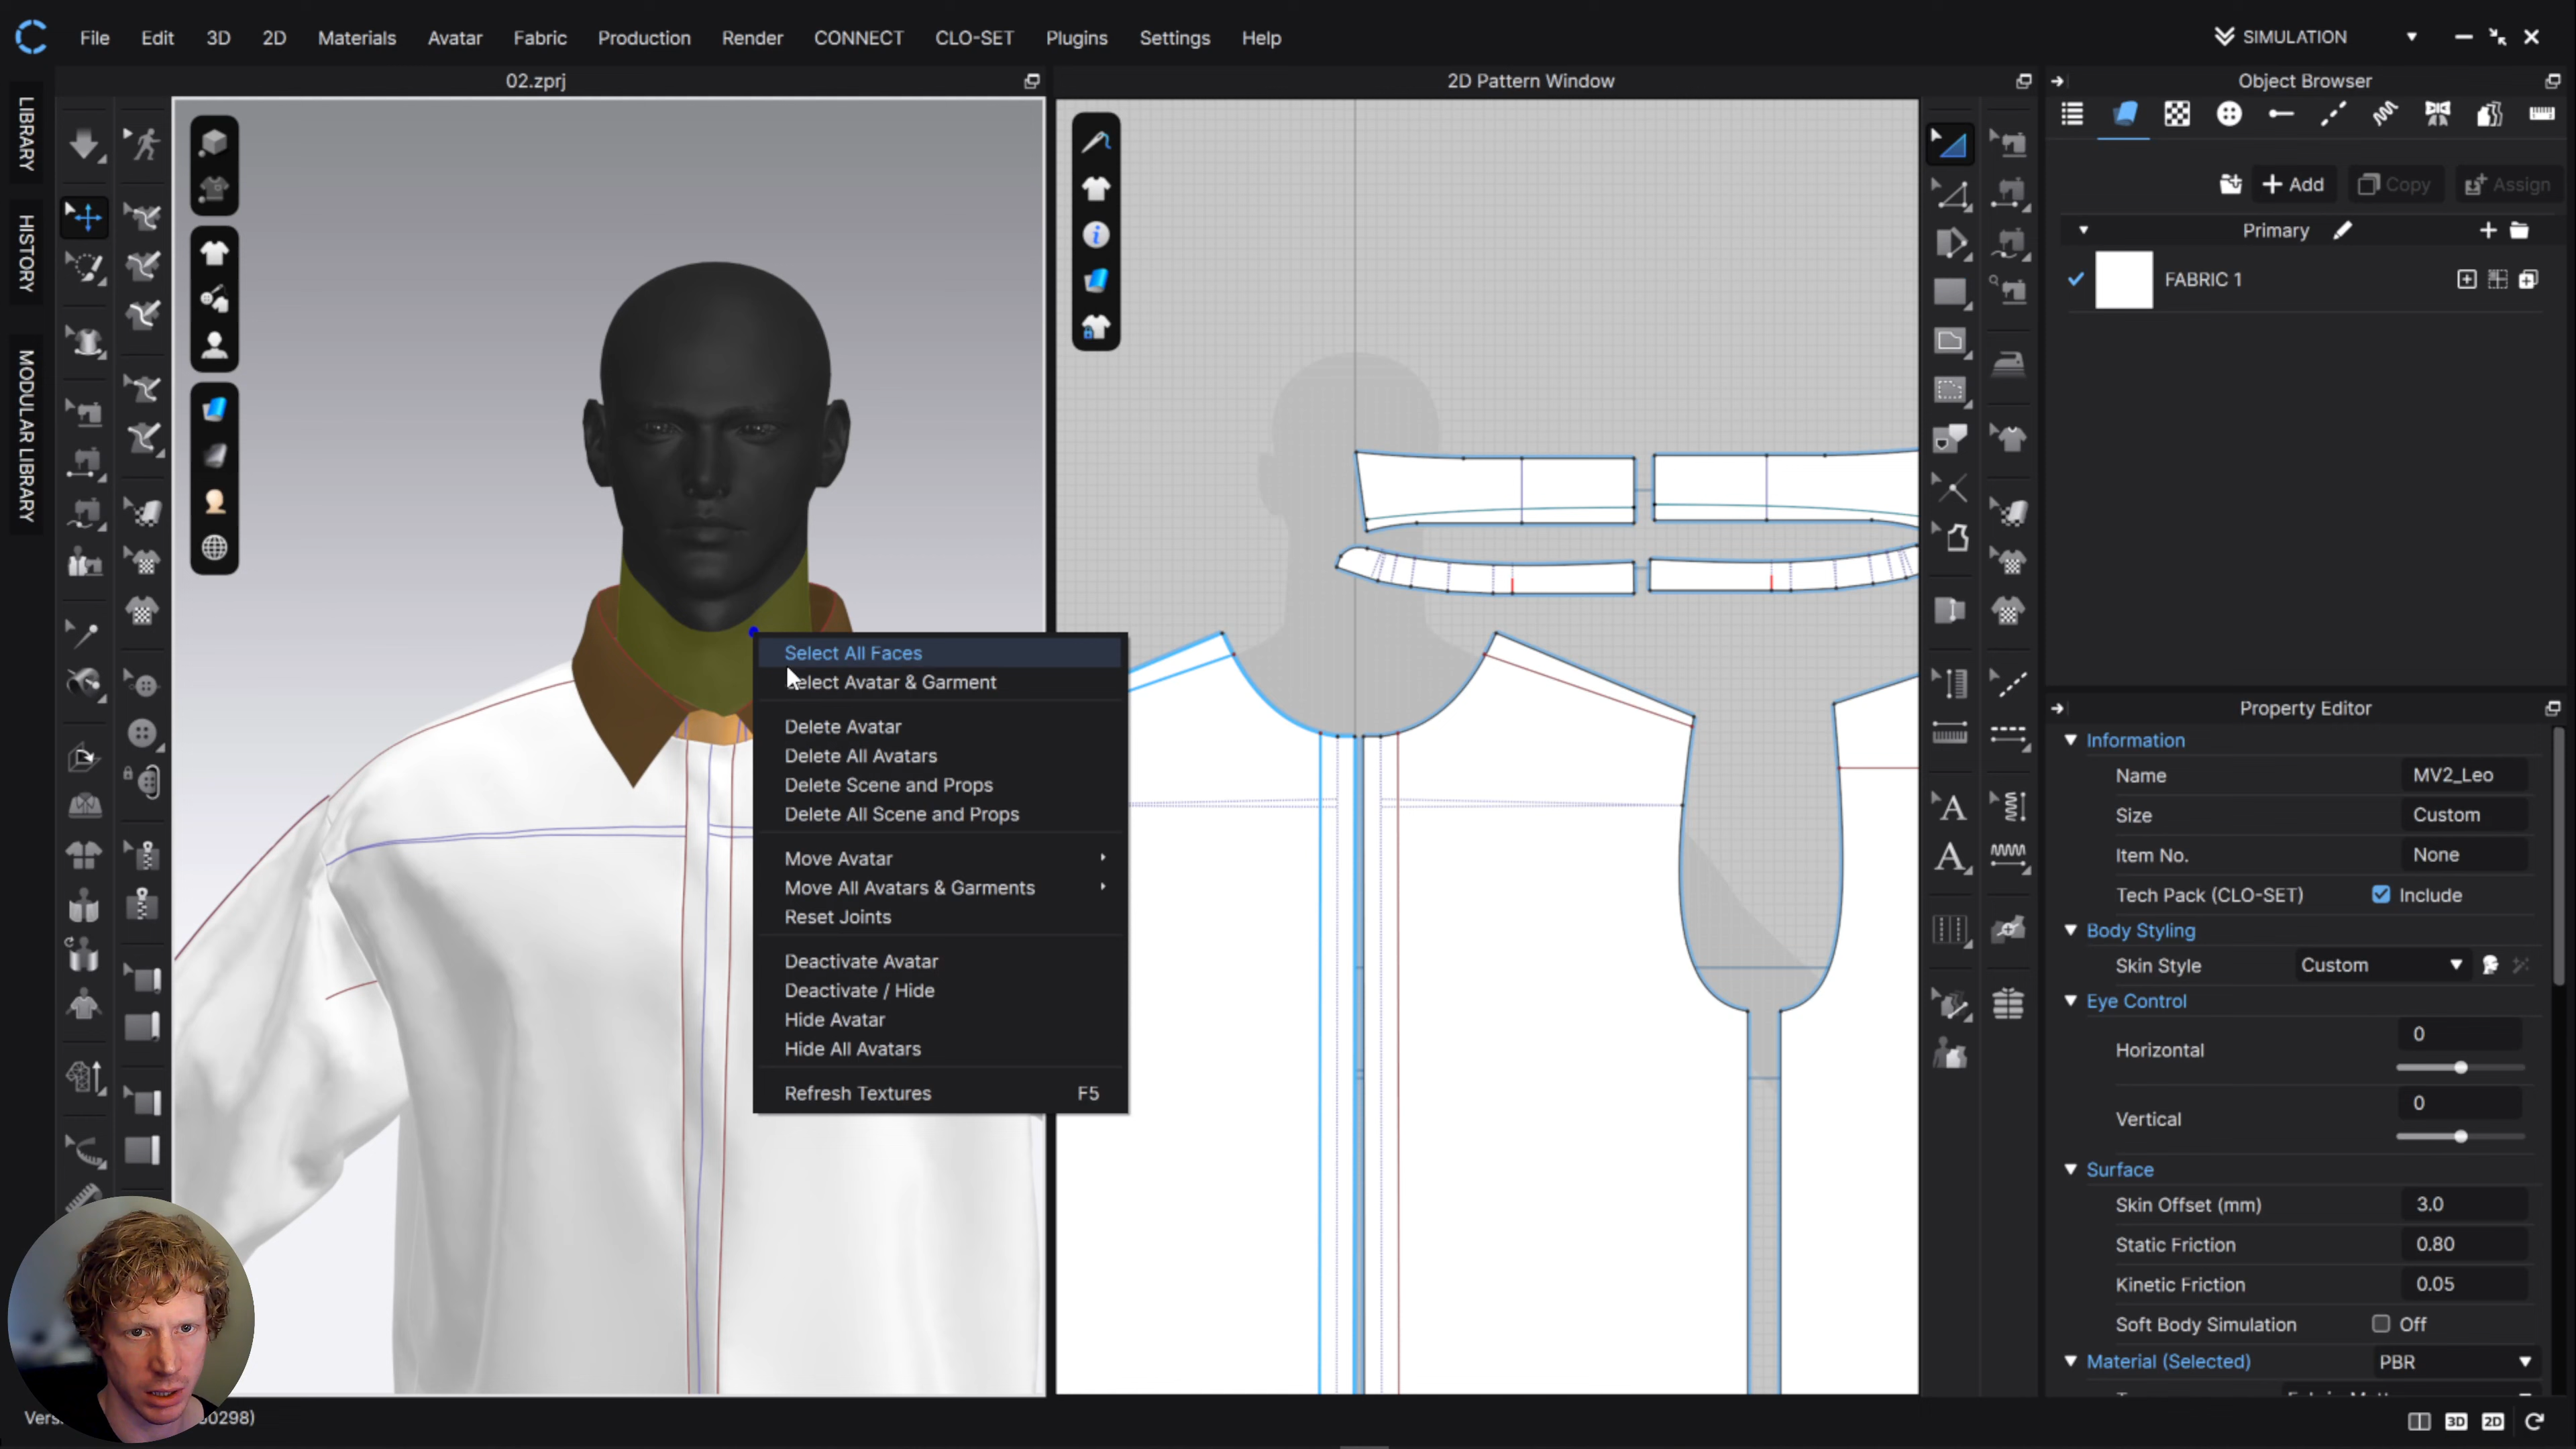 File Edit 3D 2D Materials Avatar Fabric Production Render CONNECT CLO-SET Plugins Settings Help SIMULATION
02.zprj
2D Pattern Window
Object Browser
LIBRARY
HISTORY
MODULAR LIBRARY
Add Copy Assign
Primary
FABRIC 1
Select All Faces
Select Avatar & Garment
Delete Avatar
Delete All Avatars
Delete Scene and Props
Delete All Scene and Props
Move Avatar
Move All Avatars & Garments
Reset Joints
Deactivate Avatar
Deactivate / Hide
Hide Avatar
Hide All Avatars
Refresh Textures F5
Property Editor
Information
Name MV2_Leo
Size Custom
Item No. None
Tech Pack (CLO-SET) Include
Body Styling
Skin Style Custom
Eye Control
Horizontal 0
Vertical 0
Surface
Skin Offset (mm) 3.0
Static Friction 0.80
Kinetic Friction 0.05
Soft Body Simulation Off
Material (Selected) PBR
3D 2D